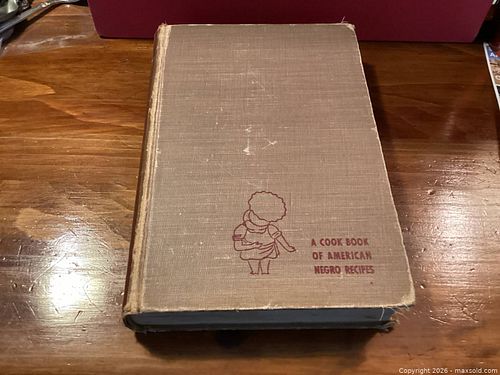 A COOK BOOK
OF AMERICAN
NEGRO RECIPES
Copyright 2026 - maxsold.com